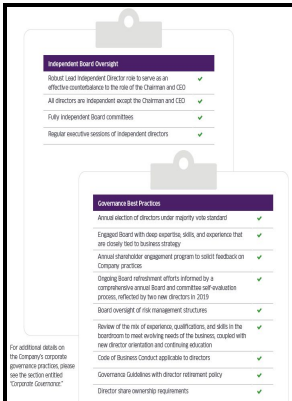 Independent Board Oversight
Robust Lead Independent Director role to serve as an
effective counterbalance to the role of the Chairman and CEO
All directors are Independent except the Chairman and CEO
Fully Independent Board committees
Regular executive sessions of Independent directors
Governance Best Practices
Annual election of directors under majority vote standard
Engaged Board with deep expertise, skills, and experience that
are closely tied to business strategy
Annual shareholder engagement program to solicit feedback on
Company practices
Ongoing Board refreshment efforts informed by a
comprehensive annual Board and committee self-evaluation
process, reflected by two new directors in 2019
Board oversight of risk management structures
Review of the mix of experience, qualifications, and skills in the
boardroom to meet evolving needs of the business, coupled with
new director orientation and continuing education
Code of Business Conduct applicable to directors
Governance Guidelines with director retirement policy
Director share ownership requirements
For additional details on
the Company's corporate
governance practices, please
see the section entitled
"Corporate Governance."